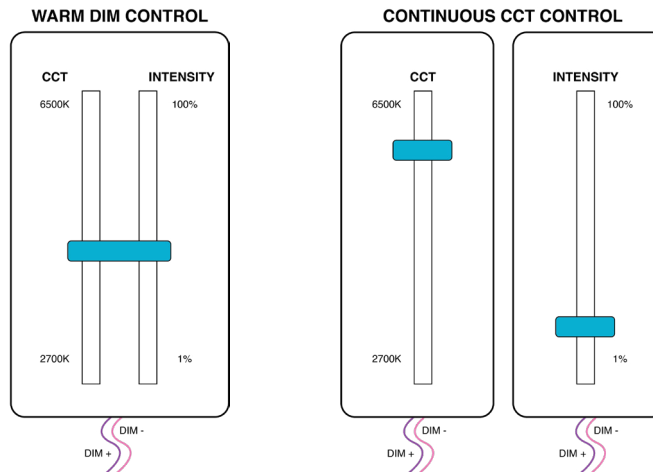 WARM DIM CONTROL
CCT
INTENSITY
6500K
100%
2700K
1%
DIM -
DIM +
CONTINUOUS CCT CONTROL
CCT
6500K
2700K
DIM -
DIM +
INTENSITY
100%
1%
DIM -
DIM +